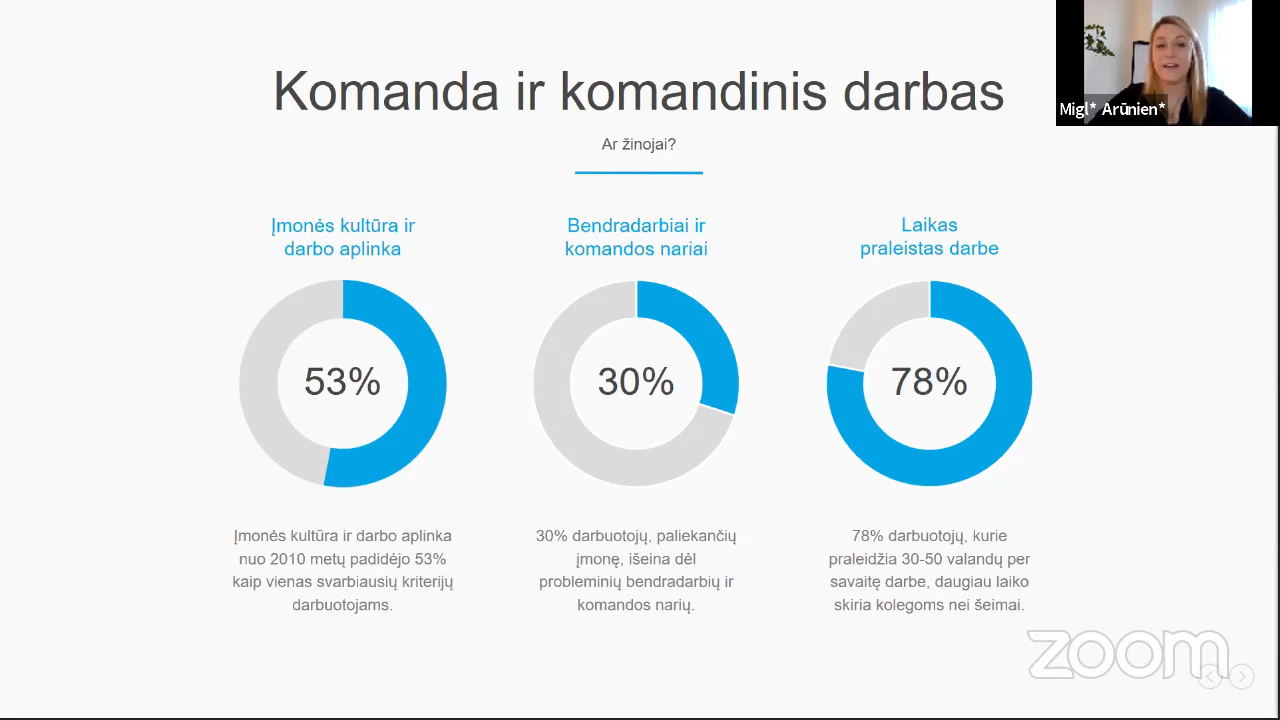 Komanda ir komandinis darbas
Migl* Arūnien*
Ar žinojai?
Įmonės kultūra ir
darbo aplinka
53%
Įmonės kultūra ir darbo aplinka
nuo 2010 metų padidėjo 53%
kaip vienas svarbiausių kriterijų
darbuotojams.
Bendradarbiai ir
komandos nariai
30%
30% darbuotojų, paliekančių
įmonę, išeina dėl
probleminių bendradarbių ir
komandos narių.
Laikas
praleistas darbe
78%
78% darbuotojų, kurie
praleidžia 30-50 valandų per
savaitę darbe, daugiau laiko
skiria kolegoms nei šeimai.
zoom